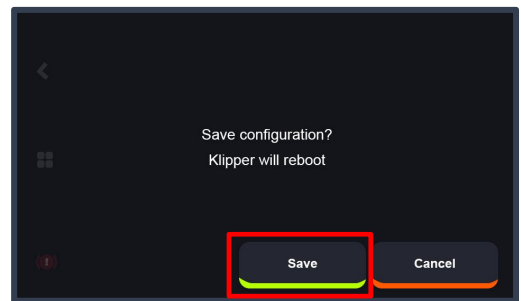 Save configuration?
Klipper will reboot
Save
Cancel